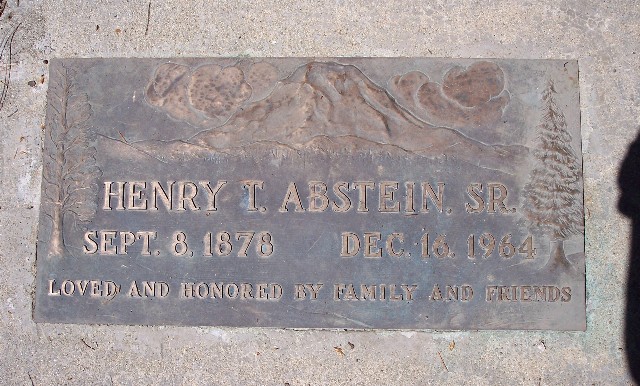 HENRY T. ABSTEIN, SR.
SEPT. 8, 1878 DEC. 16, 1964
LOVED AND HONORED BY FAMILY AND FRIENDS